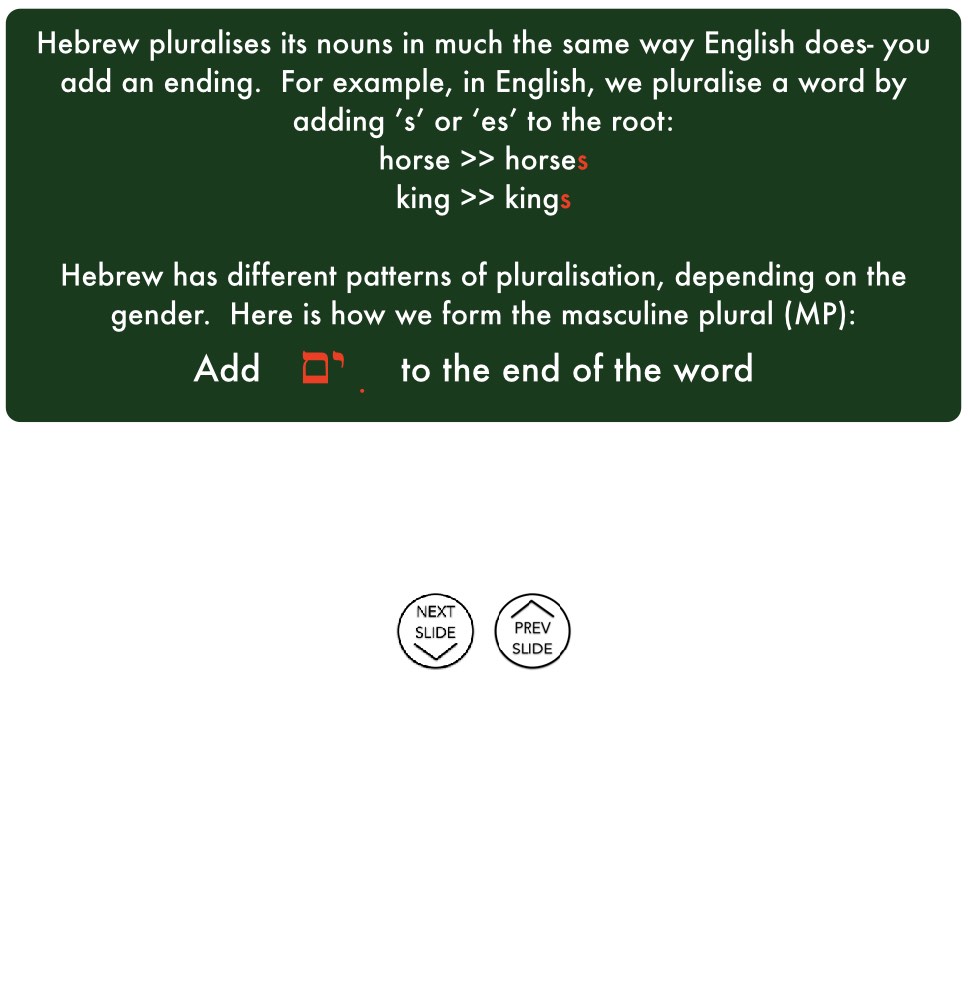 Hebrew pluralises its nouns in much the same way English does- you
add an ending.  For example, in English, we pluralise a word by
adding ’s’ or ‘es’ to the root:
horse >> horses
king >> kings
Hebrew has different patterns of pluralisation, depending on the
gender.  Here is how we form the masculine plural (MP):
Add ִים to the end of the word
NEXT
SLIDE
PREV
SLIDE